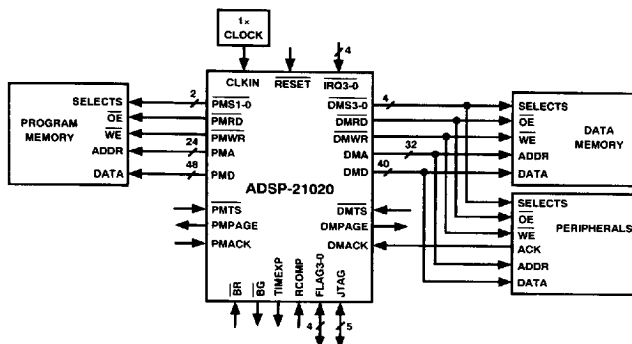 1×
CLOCK
4
CLKIN
RESET
IRQ3-0
PROGRAM
MEMORY
SELECTS
OE
WE
ADDR
DATA
2
24
48
PMS1-0
PMRD
PMWR
PMA
PMD
PMTS
PMPAGE
PMACK
ADSP-21020
DMS3-0
DMRD
DMWR
DMA
DMD
DMTS
DMPAGE
DMACK
4
32
40
SELECTS
OE
WE
ADDR
DATA
DATA
MEMORY
SELECTS
OE
WE
ACK
ADDR
DATA
PERIPHERALS
BR
BG
TIMEXP
RCOMP
FLAG3-0
JTAG
4
5